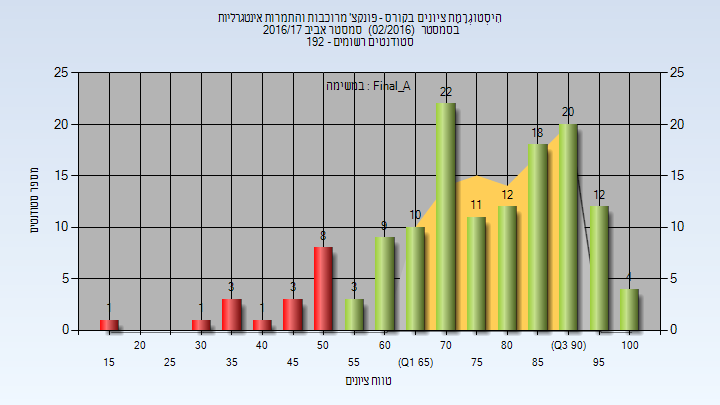 הִיסְטוֹגְרָמַת ציונים בקורס - פונקצ' מרוכבות והתמרות אינטגרליות
בסמסטר (02/2016) סמסטר אביב 2016/17
סטודנטים רשומים - 192
במשימה : Final_A
מספר סטודנטים
25 25
20 20
15 15
10 10
5 5
0 0
1 1 3 1 3 8 3 9 10 22 11 12 18 20 12 4
20 30 40 50 60 70 80 (Q3 90) 100
15 25 35 45 55 (Q1 65) 75 85 95
טווח ציונים